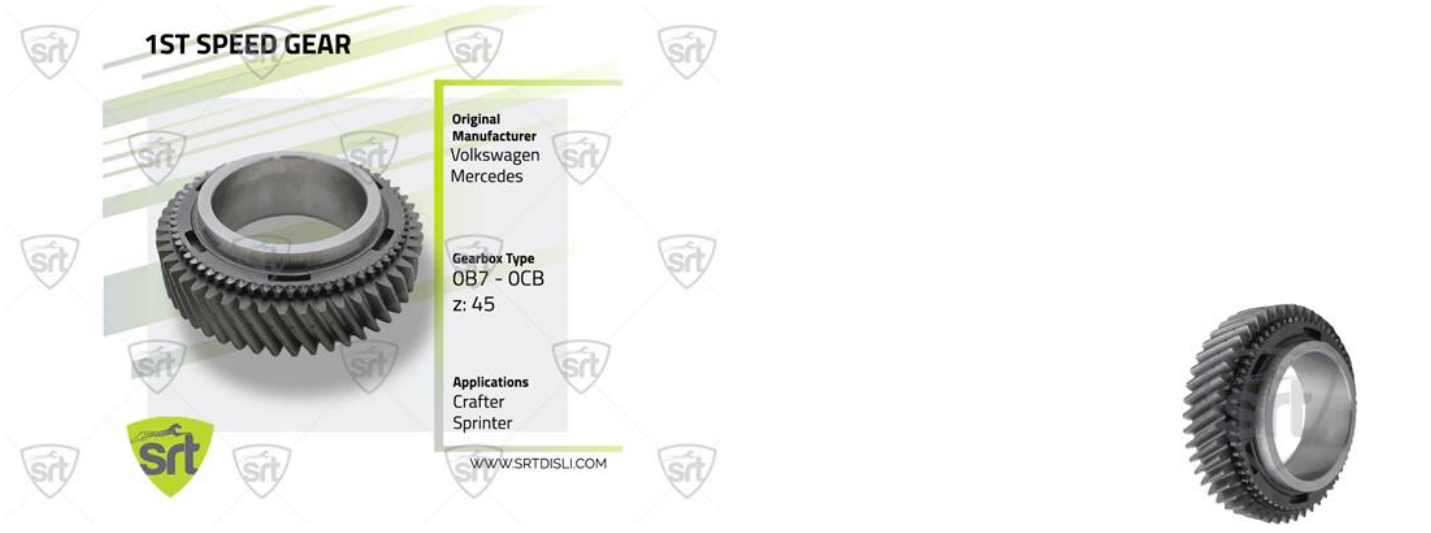 1ST SPEED GEAR
Original
Manufacturer
Volkswagen
Mercedes
Gearbox Type
0B7 - 0CB
z: 45
Applications
Crafter
Sprinter
srt
WWW.SRTDISLI.COM
srt